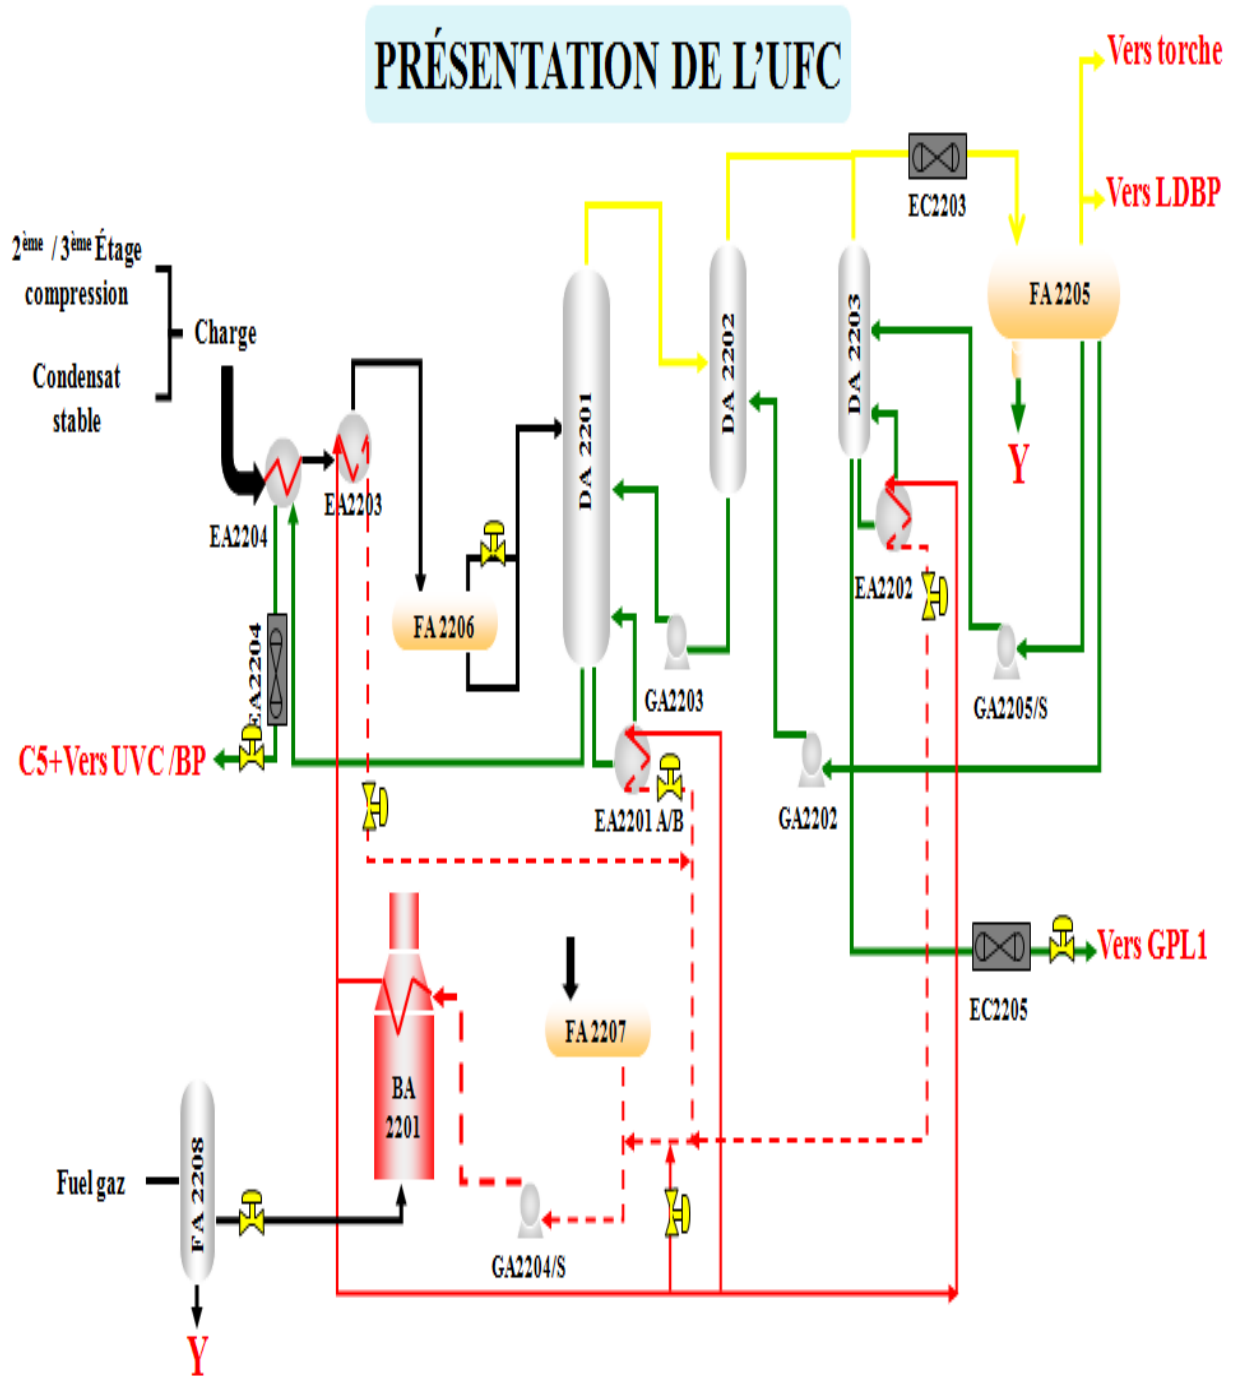 PRÉSENTATION DE L'UFC
Vers torche
Vers LDBP
EC2203
2ème / 3ème Étage
compression
Charge
Condensat
stable
FA 2205
DA 2201
DA 2202
DA 2203
Y
EA2204
EA2203
FA 2206
EA2202
GA2203
GA2205/S
EA2204
C5+Vers UVC /BP
EA2201 A/B
GA2202
Vers GPL1
EC2205
FA 2207
BA
2201
Fuel gaz
FA 2208
GA2204/S
Y